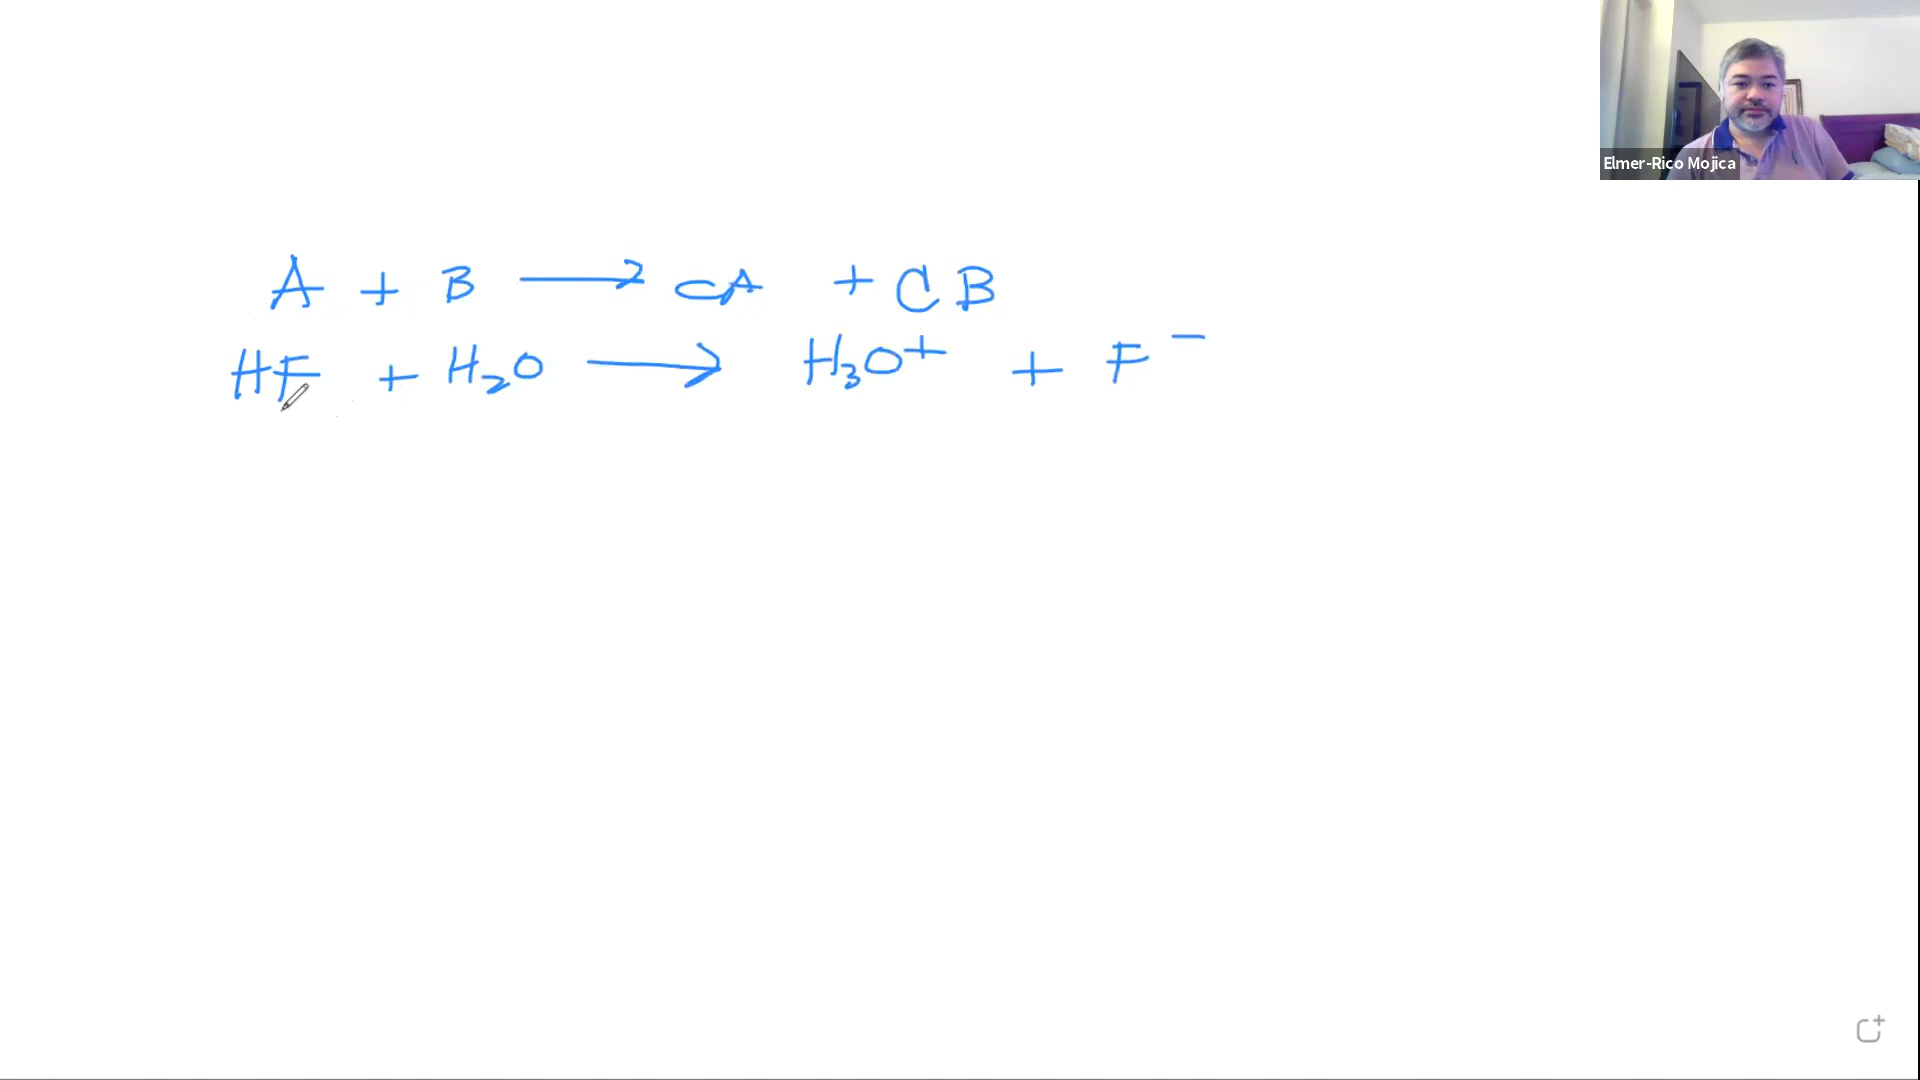 Elmer-Rico Mojica
A + B → CA + CB
HF + H₂O → H₃O⁺ + F⁻